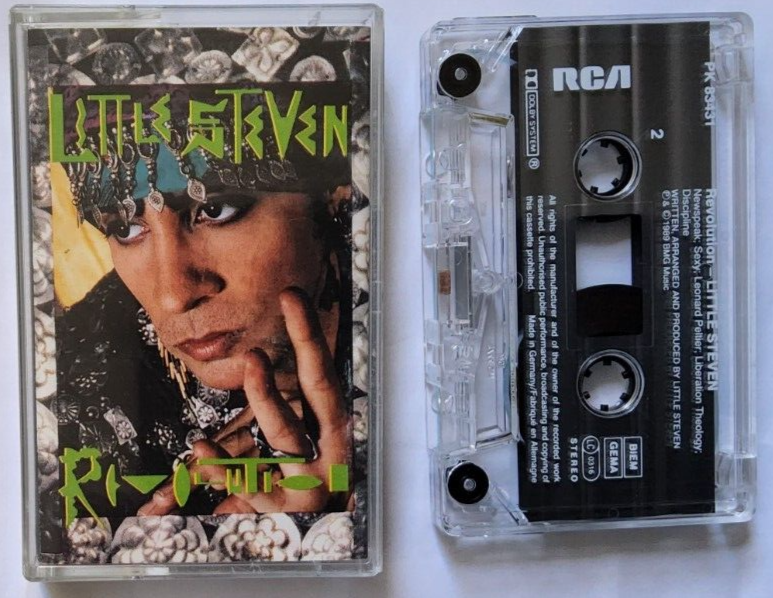 LITTLE STEVEN
REVOLUTION
RCA
PK 83431
DOLBY SYSTEM ®
2
Revolution – LITTLE STEVEN
Newspeak; Sexy; Leonard Peltier; Liberation Theology;
Discipline
WRITTEN, ARRANGED AND PRODUCED BY LITTLE STEVEN
℗ & © 1989 BMG Music
All rights of the manufacturer and of the owner of the recorded work
reserved. Unauthorised public performance, broadcasting and copying of
this cassette prohibited. Made in Germany/Fabriqué en Allemagne
BIEM
GEMA
LC 0316
STEREO